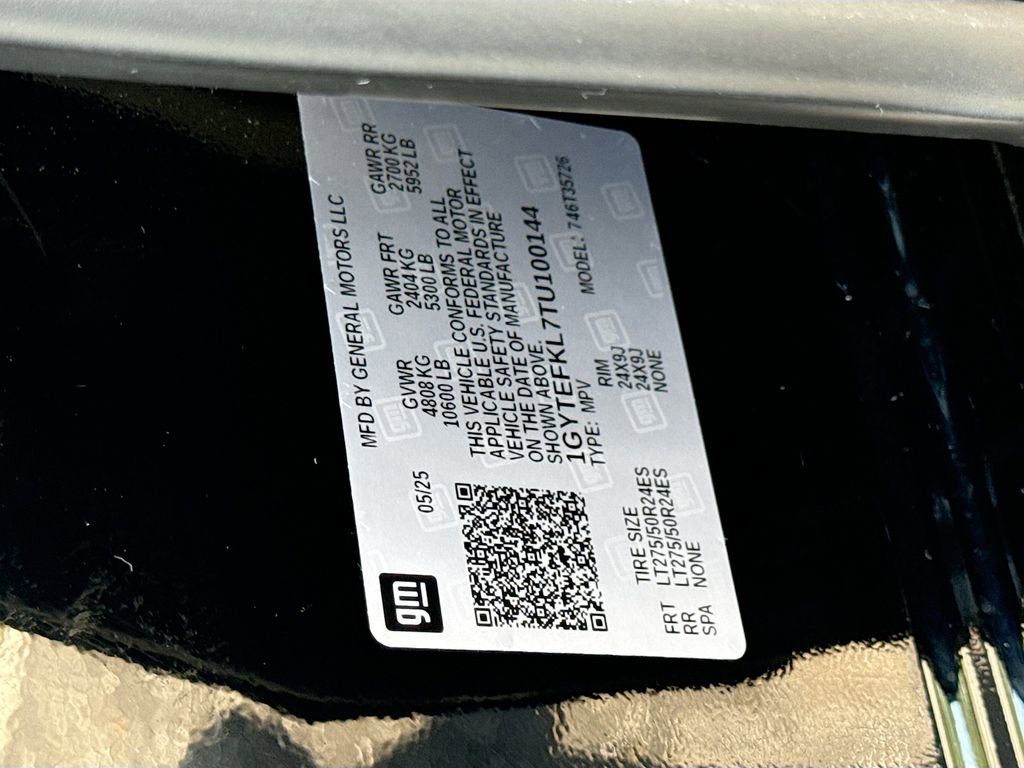 gm
MFD BY GENERAL MOTORS LLC
05/25 GVWR GAWR FRT GAWR RR
4808 KG 2404 KG 2700 KG
10600 LB 5300 LB 5952 LB
THIS VEHICLE CONFORMS TO ALL
APPLICABLE U.S. FEDERAL MOTOR
VEHICLE SAFETY STANDARDS IN EFFECT
ON THE DATE OF MANUFACTURE
SHOWN ABOVE.
1GYTEFKL7TU100144
TYPE: MPV MODEL: 746T35726
TIRE SIZE RIM
FRT LT275/50R24ES 24X9J
RR LT275/50R24ES 24X9J
SPA NONE NONE